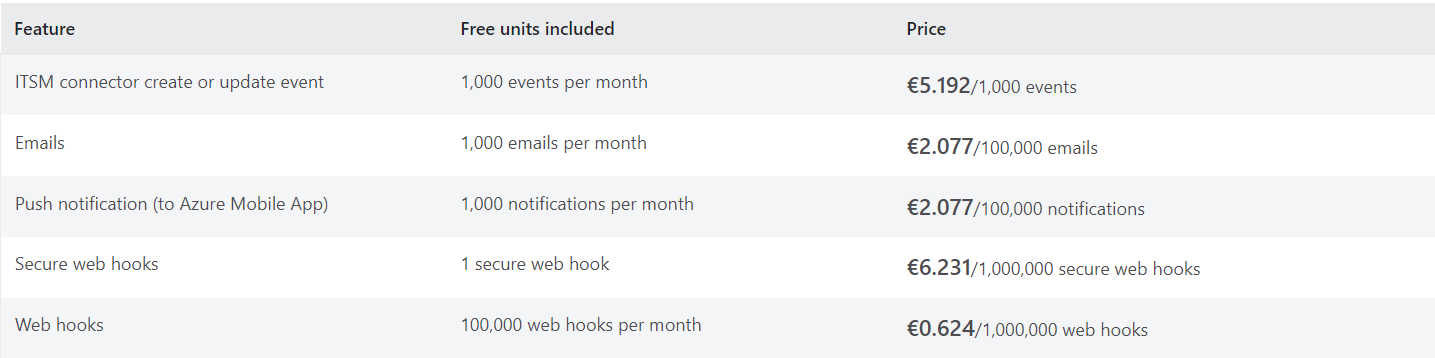 Feature Free units included Price
ITSM connector create or update event 1,000 events per month €5.192/1,000 events
Emails 1,000 emails per month €2.077/100,000 emails
Push notification (to Azure Mobile App) 1,000 notifications per month €2.077/100,000 notifications
Secure web hooks 1 secure web hook €6.231/1,000,000 secure web hooks
Web hooks 100,000 web hooks per month €0.624/1,000,000 web hooks